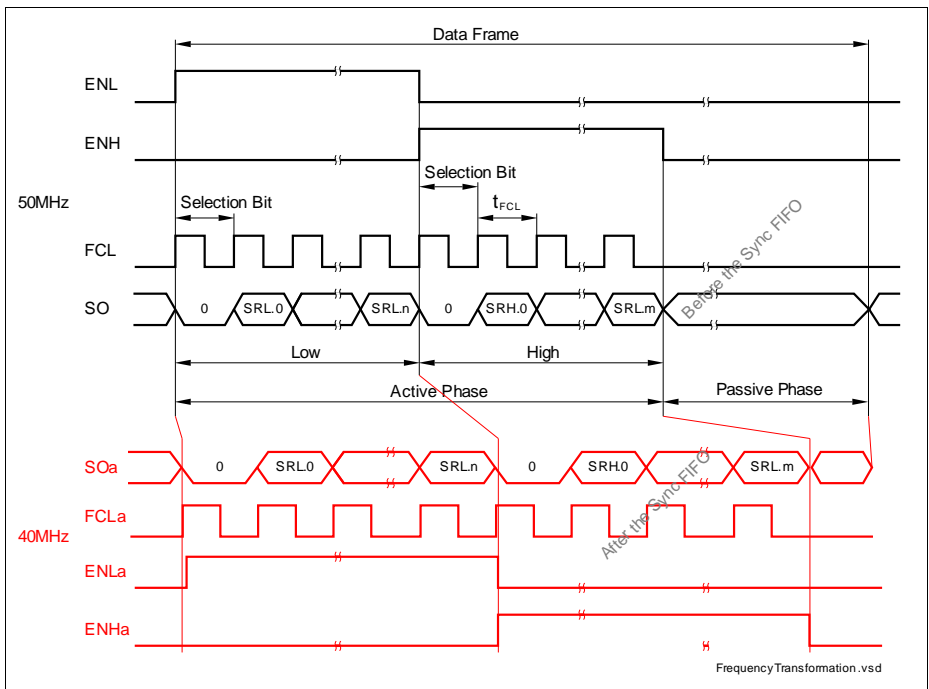 Data Frame
ENL
ENH
Selection Bit
50MHz
Selection Bit
tFCL
FCL
Before the Sync FIFO
SO
0
SRL.0
SRL.n
0
SRH.0
SRL.m
Low
High
Active Phase
Passive Phase
SOa
0
SRL.0
SRL.n
0
SRH.0
SRL.m
FCLa
After the Sync FIFO
40MHz
ENLa
ENHa
FrequencyTransformation.vsd